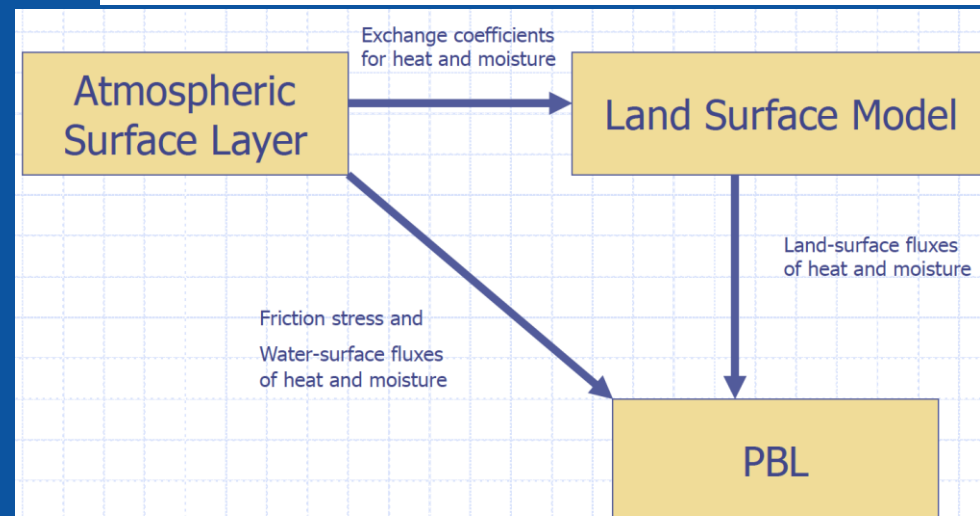 Exchange coefficients
for heat and moisture
Atmospheric
Surface Layer
Land Surface Model
Land-surface fluxes
of heat and moisture
Friction stress and
Water-surface fluxes
of heat and moisture
PBL